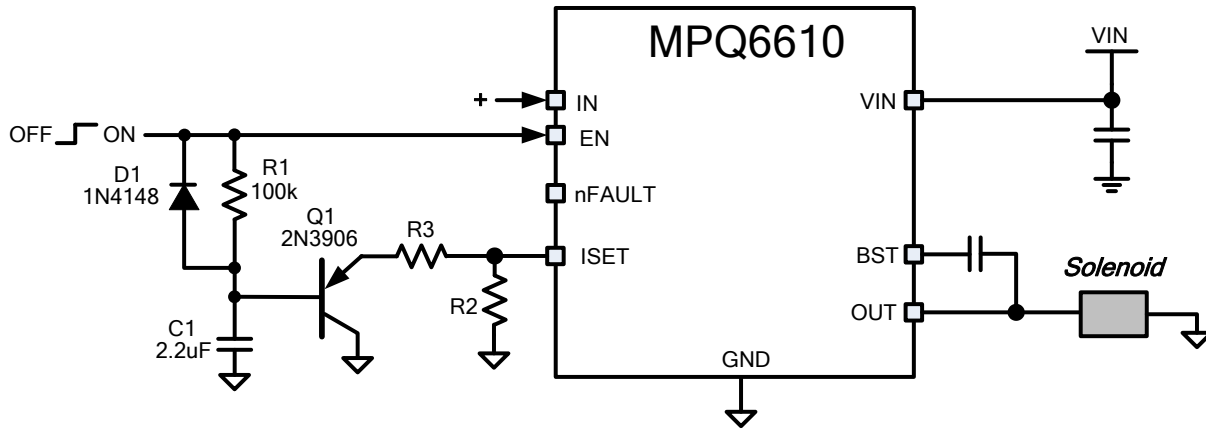 MPQ6610
VIN
+
IN
VIN
OFF
ON
EN
D1
1N4148
R1
100k
nFAULT
Q1
2N3906
R3
ISET
BST
Solenoid
R2
OUT
C1
2.2uF
GND